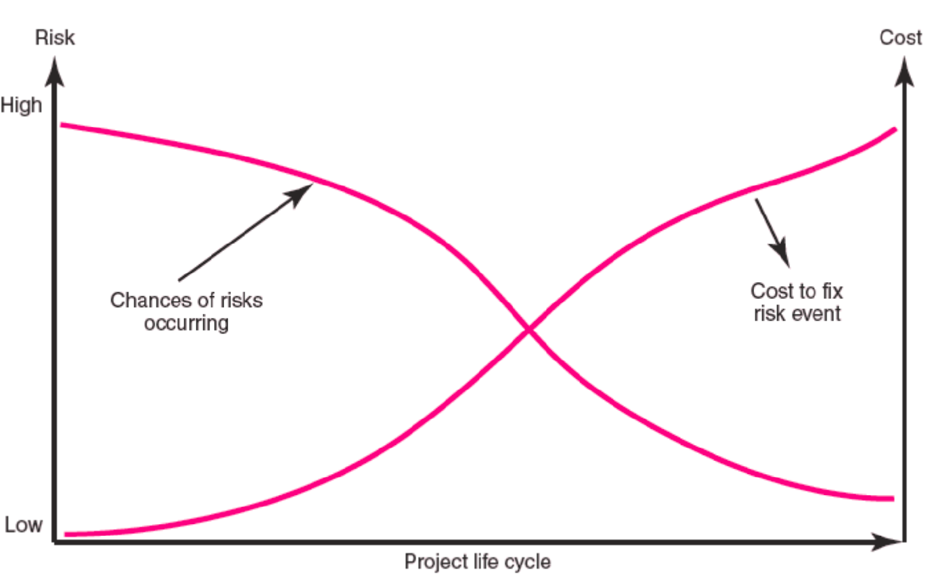 Risk
Cost
High
Chances of risks
occurring
Cost to fix
risk event
Low
Project life cycle